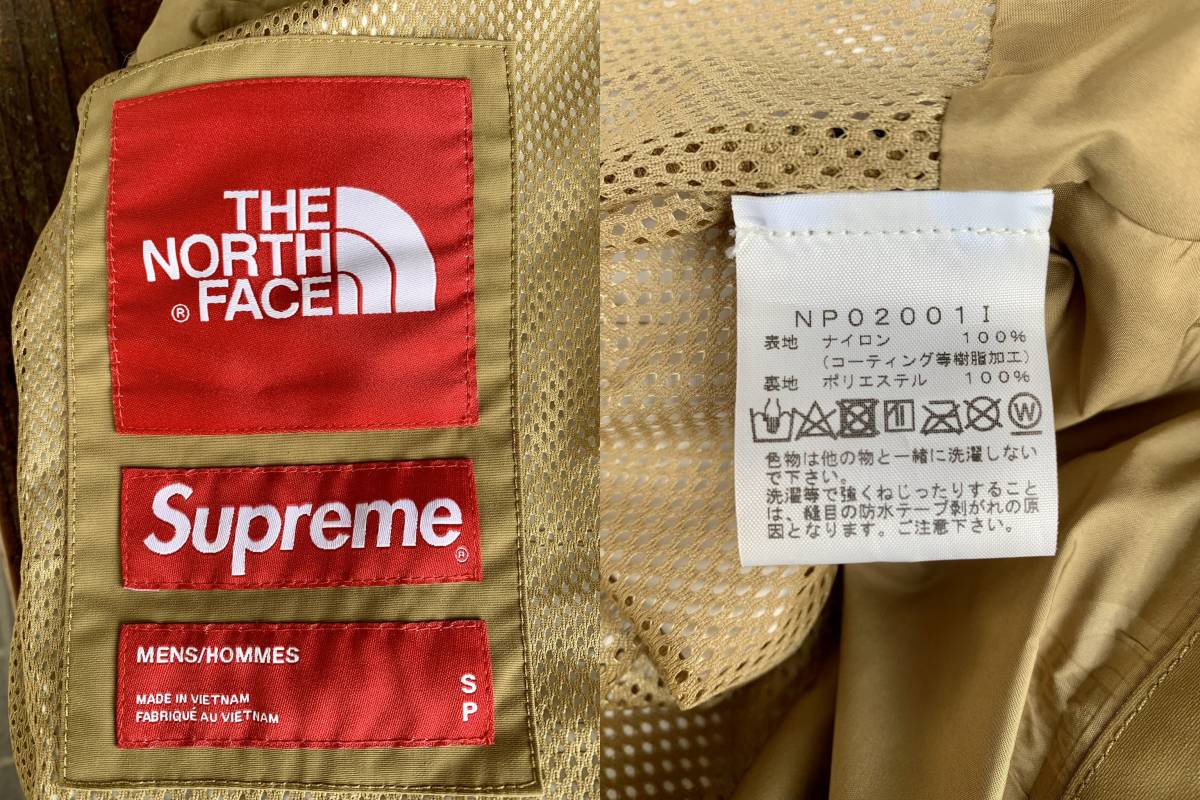 THE
NORTH
FACE
®
Supreme
®
MENS/HOMMES
MADE IN VIETNAM
FABRIQUÉ AU VIETNAM
S
P
NP02001I
表地 ナイロン 100%
(コーティング等樹脂加工)
裏地 ポリエステル 100%
W
色物は他の物と一緒に洗濯しない
で下さい。
洗濯等で強くねじったりすること
は、縫目の防水テープ剥がれの原
因となります。ご注意下さい。